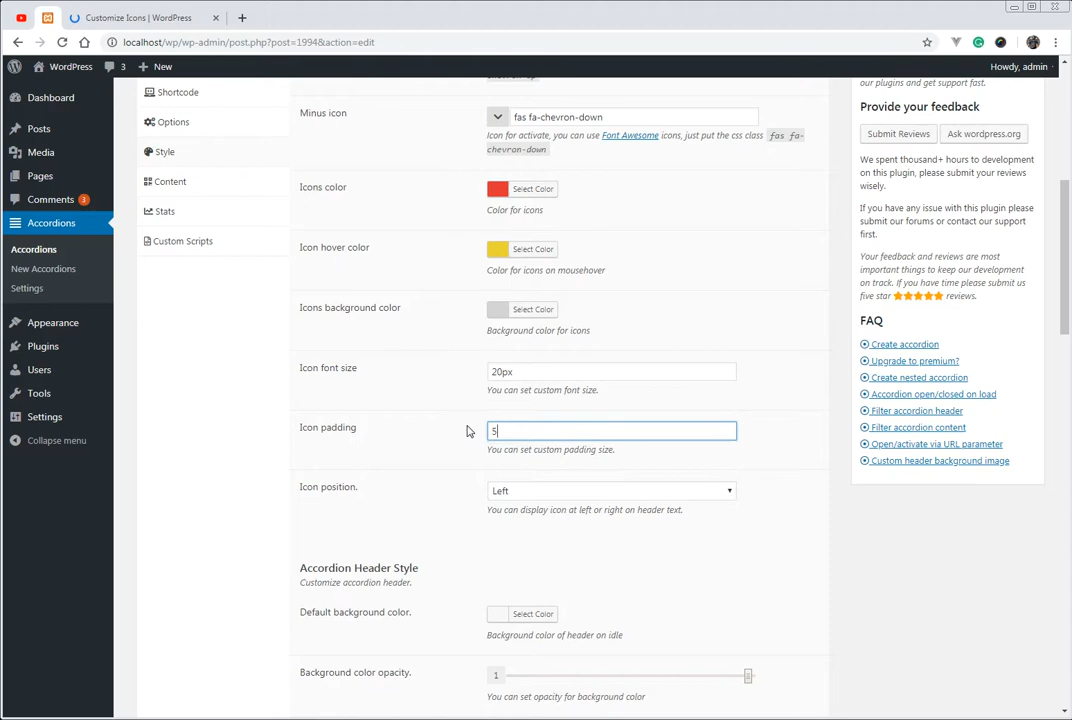 Customize Icons | WordPress
localhost/wp/wp-admin/post.php?post=1994&action=edit
WordPress
3
New
Howdy, admin
Dashboard
Posts
Media
Pages
Comments 3
Accordions
Accordions
New Accordions
Settings
Appearance
Plugins
Users
Tools
Settings
Collapse menu
Shortcode
Options
Style
Content
Stats
Custom Scripts
Minus icon
fas fa-chevron-down
Icon for activate, you can use Font Awesome icons, just put the css class fas fa-
chevron-down
Icons color
Select Color
Color for icons
Icon hover color
Select Color
Color for icons on mousehover
Icons background color
Select Color
Background color for icons
Icon font size
20px
You can set custom font size.
Icon padding
5
You can set custom padding size.
Icon position.
Left
You can display icon at left or right on header text.
Accordion Header Style
Customize accordion header.
Default background color.
Select Color
Background color of header on idle
Background color opacity.
1
You can set opacity for background color
our plugins and get support fast.
Provide your feedback
Submit Reviews
Ask wordpress.org
We spent thousand+ hours to development
on this plugin, please submit your reviews
wisely.
If you have any issue with this plugin please
submit our forums or contact our support
first.
Your feedback and reviews are most
important things to keep our development
on track. If you have time please submit us
five star reviews.
FAQ
Create accordion
Upgrade to premium?
Create nested accordion
Accordion open/closed on load
Filter accordion header
Filter accordion content
Open/activate via URL parameter
Custom header background image